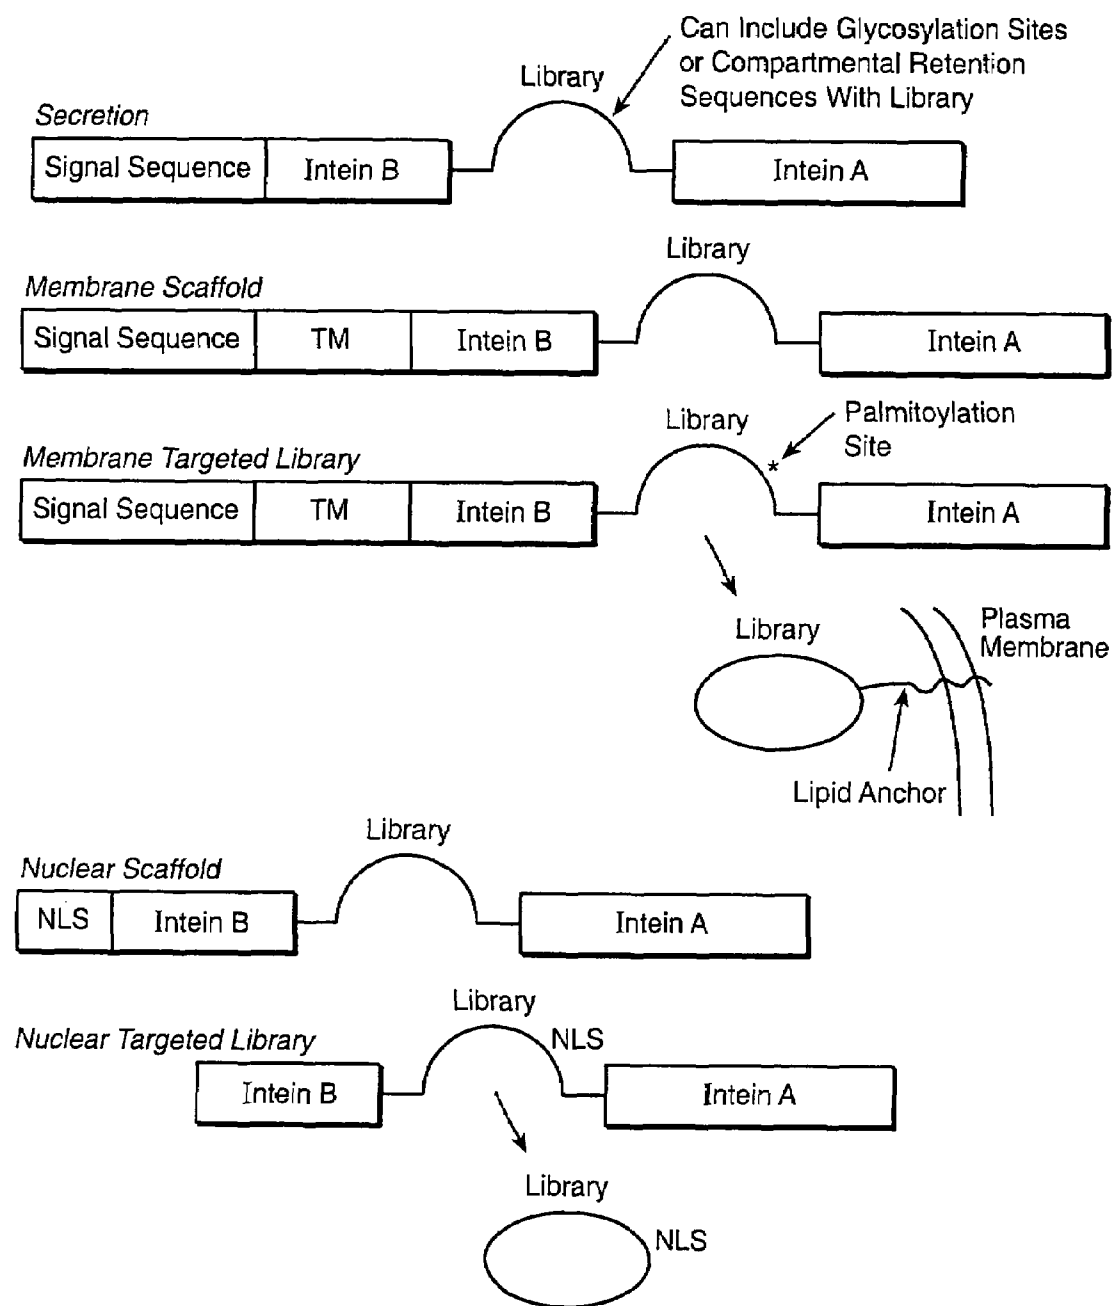 Can Include Glycosylation Sites
or Compartmental Retention
Sequences With Library
Library
Secretion
Signal Sequence
Intein B
Intein A
Library
Membrane Scaffold
Signal Sequence
TM
Intein B
Intein A
Library
Palmitoylation
Site
*
Membrane Targeted Library
Signal Sequence
TM
Intein B
Intein A
Library
Plasma
Membrane
Lipid Anchor
Library
Nuclear Scaffold
NLS
Intein B
Intein A
Library
NLS
Nuclear Targeted Library
Intein B
Intein A
Library
NLS